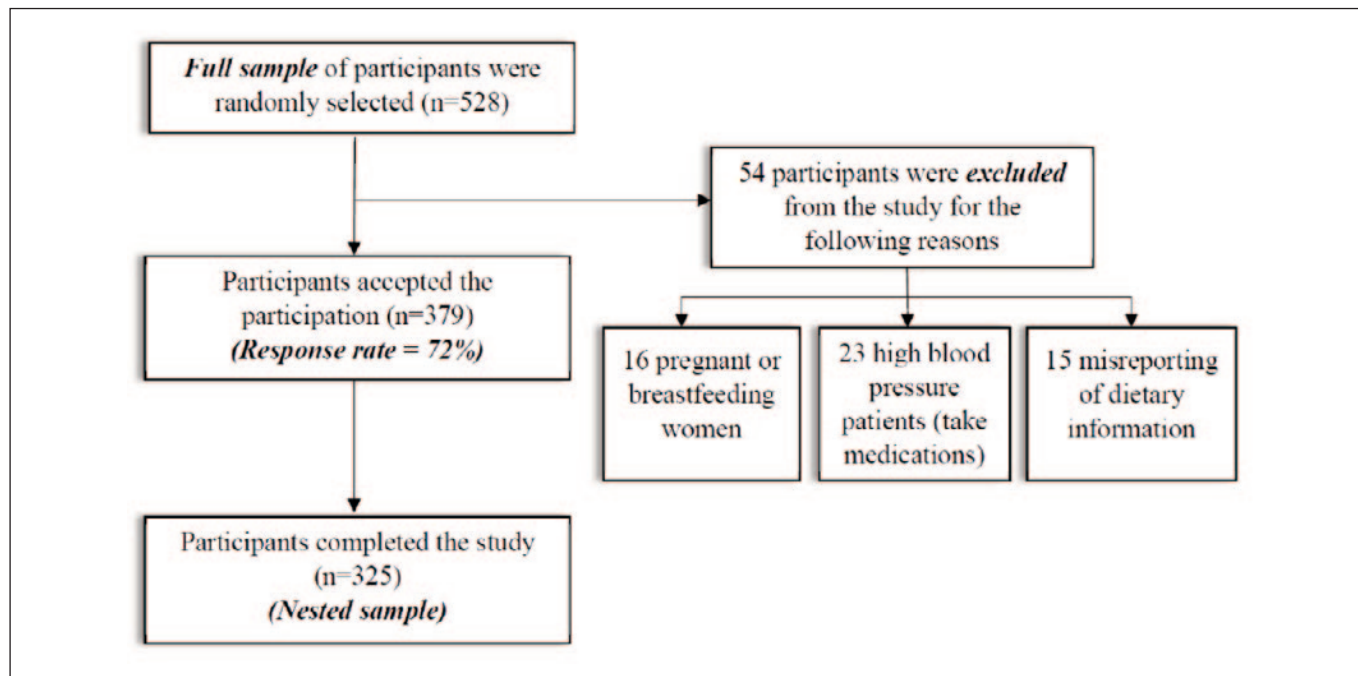 Full sample of participants were
randomly selected (n=528)
54 participants were excluded
from the study for the
following reasons
Participants accepted the
participation (n=379)
(Response rate = 72%)
16 pregnant or
breastfeeding
women
23 high blood
pressure
patients (take
medications)
15 misreporting
of dietary
information
Participants completed the study
(n=325)
(Nested sample)